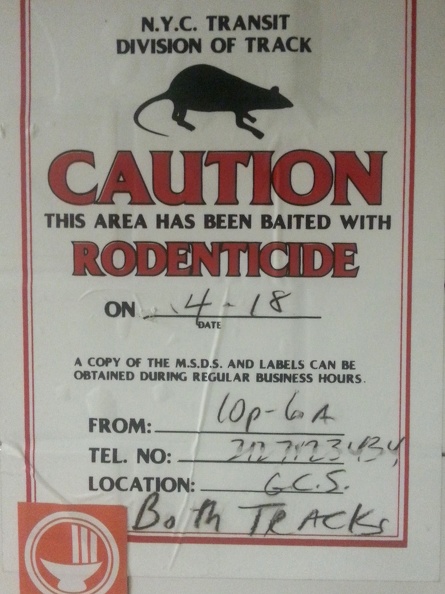 N.Y.C. TRANSIT
DIVISION OF TRACK
CAUTION
THIS AREA HAS BEEN BAITED WITH
RODENTICIDE
ON 4-18
DATE
A COPY OF THE M.S.D.S. AND LABELS CAN BE
OBTAINED DURING REGULAR BUSINESS HOURS.
FROM: 10p-6A
TEL. NO:
LOCATION: G.C.S.
Both TRACKs